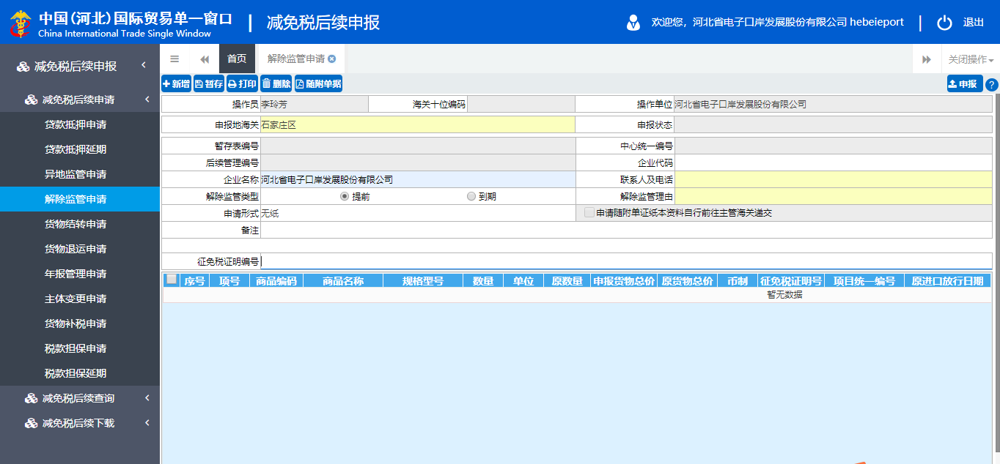 中国(河北)国际贸易单一窗口
China International Trade Single Window
减免税后续申报
欢迎您，河北省电子口岸发展股份有限公司 hebeieport
退出
减免税后续申报
首页
解除监管申请
关闭操作
减免税后续申请
贷款抵押申请
贷款抵押延期
异地监管申请
解除监管申请
货物结转申请
货物退运申请
年报管理申请
主体变更申请
货物补税申请
税款担保申请
税款担保延期
减免税后续查询
减免税后续下载
新增 暂存 打印 删除 随附单据
申报 ?
操作员 李玲芳 海关十位编码 操作单位 河北省电子口岸发展股份有限公司
申报地海关 石家庄区 申报状态
暂存表编号 中心统一编号
后续管理编号 企业代码
企业名称 河北省电子口岸发展股份有限公司 联系人及电话
解除监管类型 提前 到期 解除监管理由
申请形式 无纸 申请随附单证纸本资料自行前往主管海关递交
备注
征免税证明编号
序号 项号 商品编码 商品名称 规格型号 数量 单位 原数量 申报货物总价 原货物总价 币制 征免税证明号 项目统一编号 原进口放行日期
暂无数据